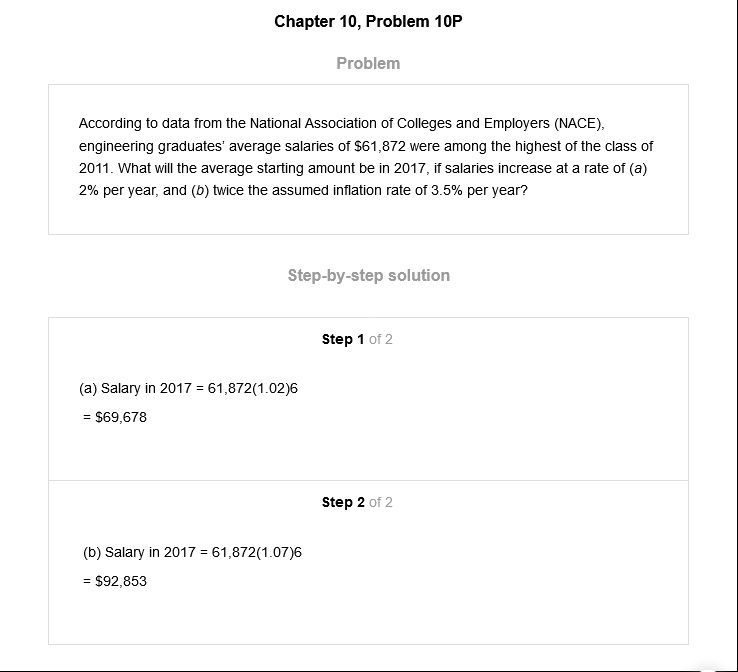 Chapter 10, Problem 10P
Problem
According to data from the National Association of Colleges and Employers (NACE),
engineering graduates' average salaries of $61,872 were among the highest of the class of
2011. What will the average starting amount be in 2017, if salaries increase at a rate of (a)
2% per year, and (b) twice the assumed inflation rate of 3.5% per year?
Step-by-step solution
Step 1 of 2
(a) Salary in 2017 = 61,872(1.02)6
= $69,678
Step 2 of 2
(b) Salary in 2017 = 61,872(1.07)6
= $92,853